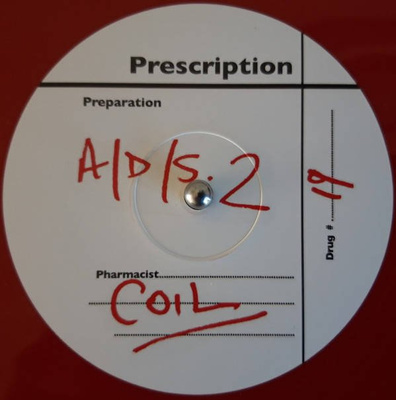 Prescription
Preparation
A/D/S. 2
Drug # 19
Pharmacist
COIL